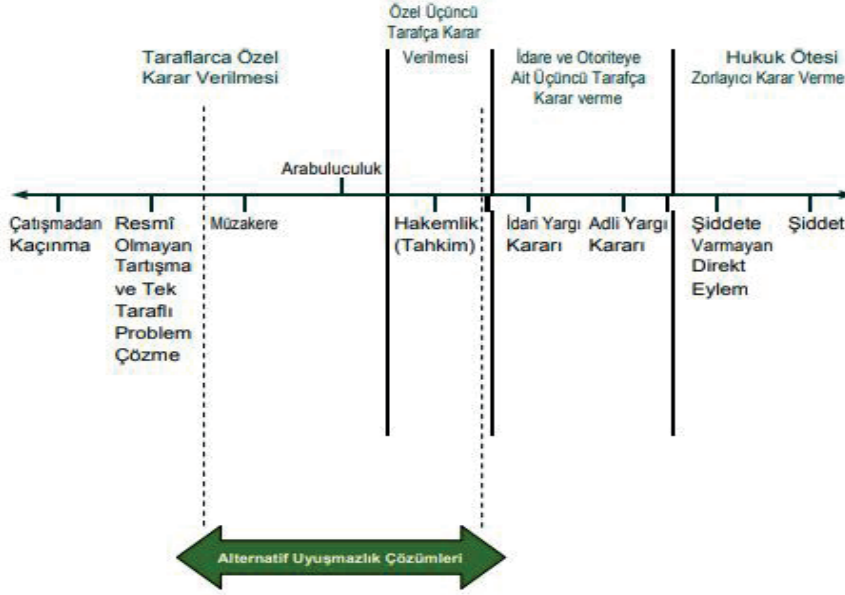 Taraflarca Özel
Karar Verilmesi
Özel Üçüncü
Tarafça Karar
Verilmesi
İdare ve Otoriteye
Ait Üçüncü Tarafça
Karar verme
Hukuk Ötesi
Zorlayıcı Karar Verme
Arabuluculuk
Çatışmadan
Kaçınma
Resmî
Olmayan
Tartışma
ve Tek
Taraflı
Problem
Çözme
Müzakere
Hakemlik
(Tahkim)
İdari Yargı
Kararı
Adli Yargı
Kararı
Şiddete
Varmayan
Direkt
Eylem
Şiddet
Alternatif Uyuşmazlık Çözümleri